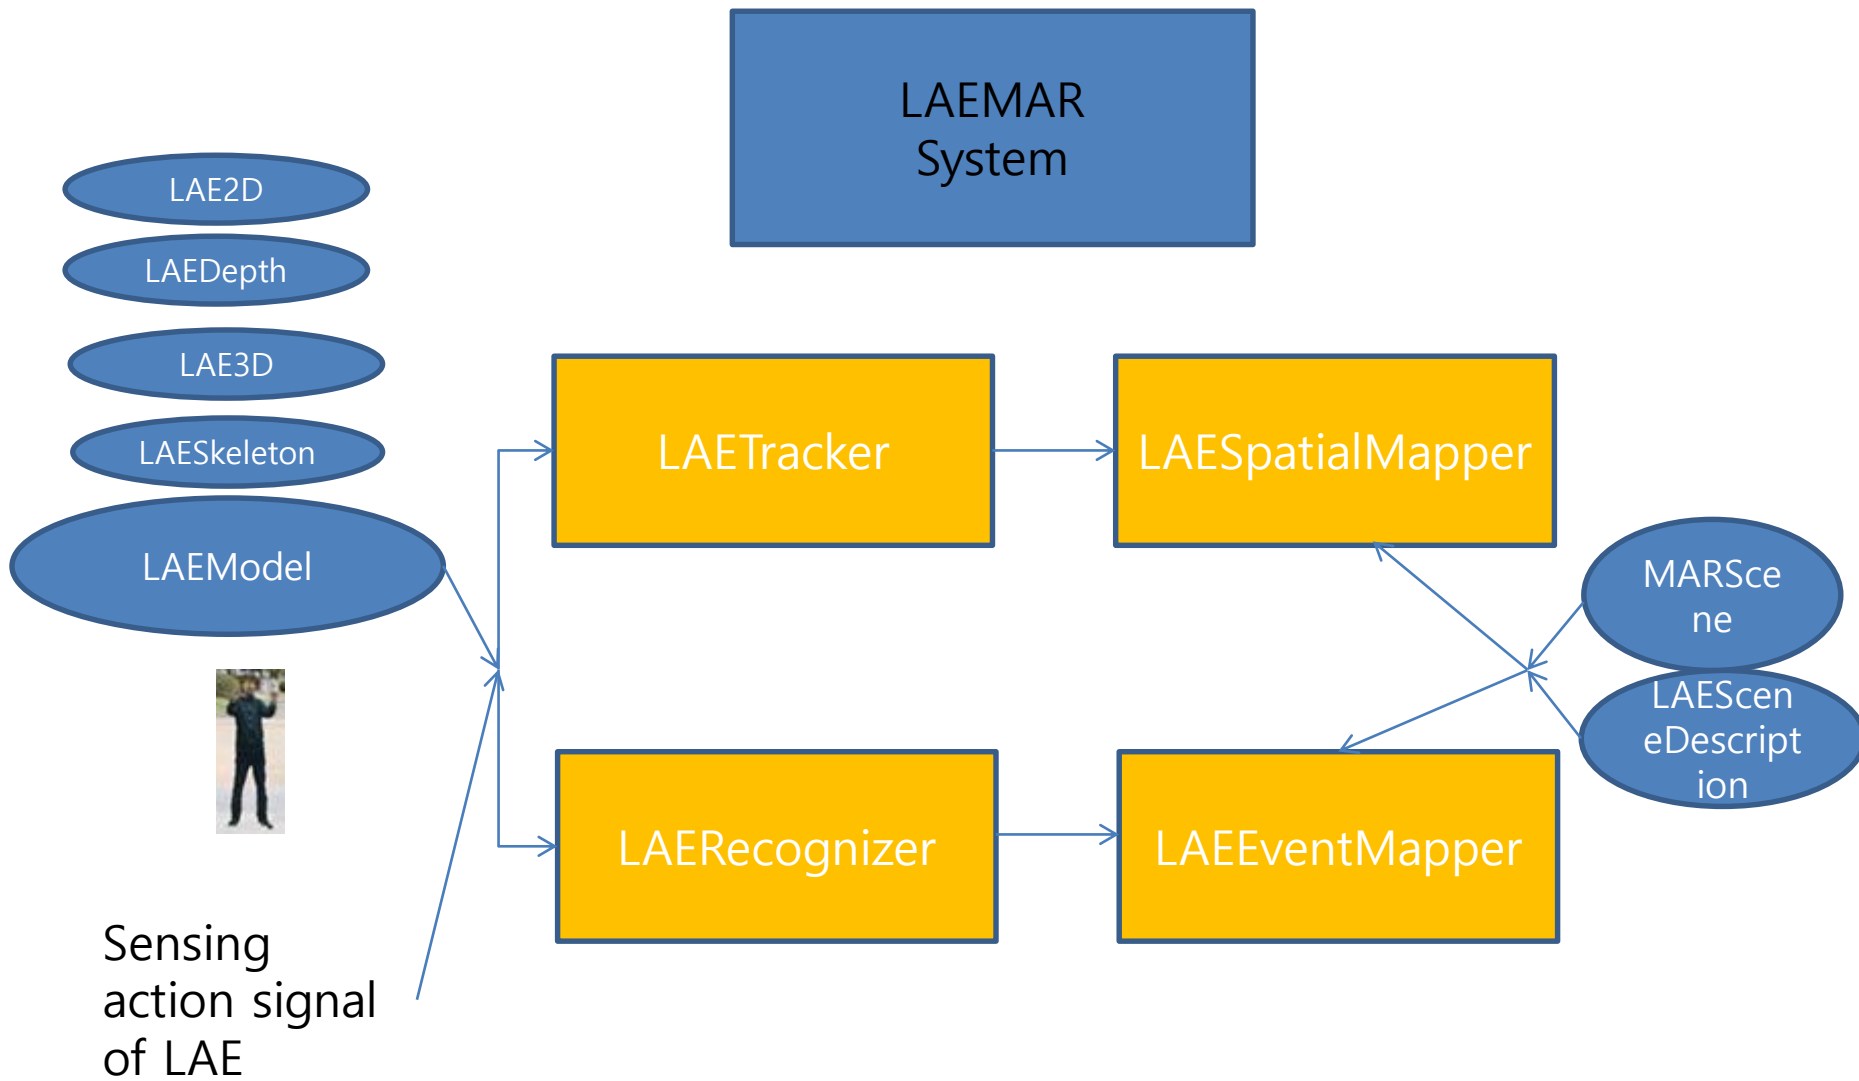 LAEMAR
System
LAE2D
LAEDepth
LAE3D
LAESkeleton
LAEModel
LAETracker
LAESpatialMapper
MARSce
ne
LAEScen
eDescript
ion
LAERecognizer
LAEEventMapper
Sensing
action signal
of LAE